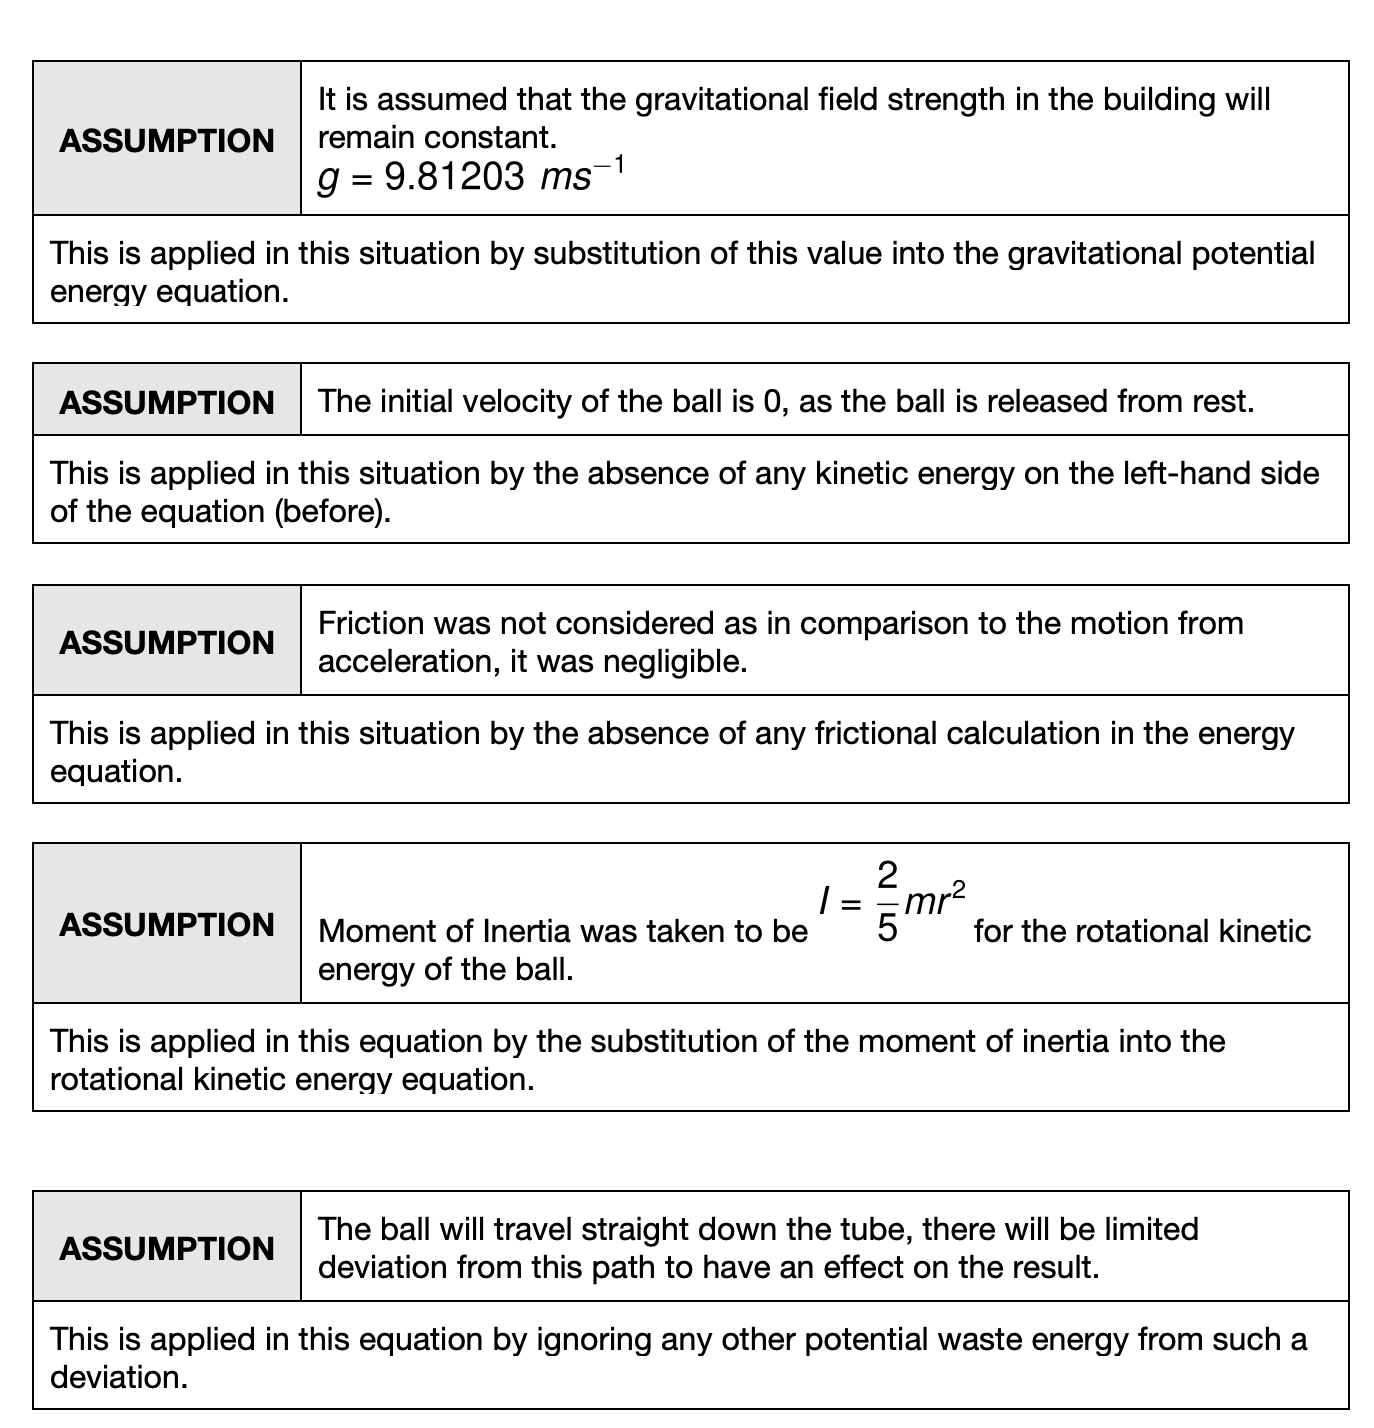 ASSUMPTION
It is assumed that the gravitational field strength in the building will
remain constant.
g = 9.81203 ms⁻¹
This is applied in this situation by substitution of this value into the gravitational potential
energy equation.
ASSUMPTION
The initial velocity of the ball is 0, as the ball is released from rest.
This is applied in this situation by the absence of any kinetic energy on the left-hand side
of the equation (before).
ASSUMPTION
Friction was not considered as in comparison to the motion from
acceleration, it was negligible.
This is applied in this situation by the absence of any frictional calculation in the energy
equation.
ASSUMPTION
Moment of Inertia was taken to be I = 2/5 mr² for the rotational kinetic
energy of the ball.
This is applied in this equation by the substitution of the moment of inertia into the
rotational kinetic energy equation.
ASSUMPTION
The ball will travel straight down the tube, there will be limited
deviation from this path to have an effect on the result.
This is applied in this equation by ignoring any other potential waste energy from such a
deviation.